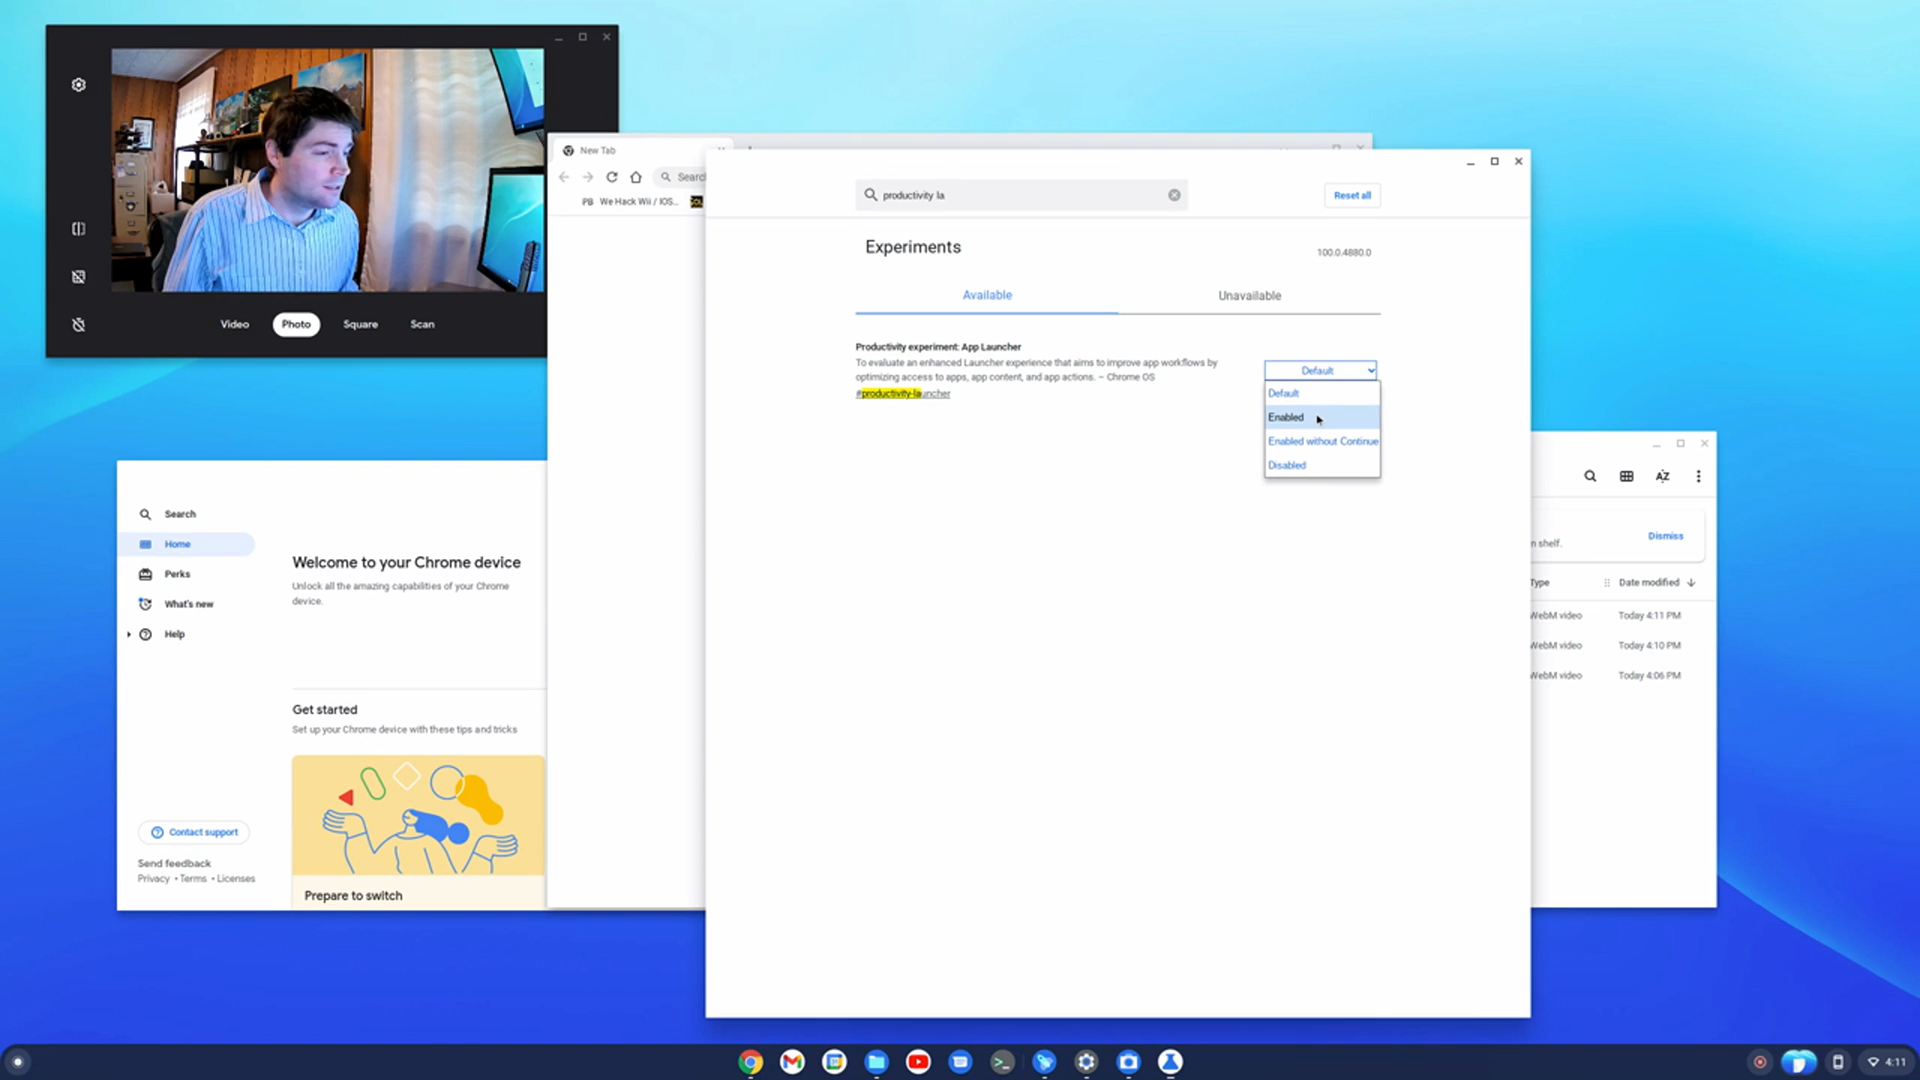 Video
Photo
Square
Scan
New Tab
Searc
PB We Hack Wii / IOS...
productivity la
Reset all
Experiments
100.0.4880.0
Available
Unavailable
Productivity experiment: App Launcher
To evaluate an enhanced Launcher experience that aims to improve app workflows by
optimizing access to apps, app content, and app actions. – Chrome OS
#productivity-launcher
Default
Default
Enabled
Enabled without Continue
Disabled
Search
Home
Perks
What's new
Help
Contact support
Send feedback
Privacy • Terms • Licenses
Welcome to your Chrome device
Unlock all the amazing capabilities of your Chrome
device.
Get started
Set up your Chrome device with these tips and tricks
Prepare to switch
AZ
n shelf.
Dismiss
Type
Date modified
WebM video
Today 4:11 PM
WebM video
Today 4:10 PM
WebM video
Today 4:06 PM
4:11